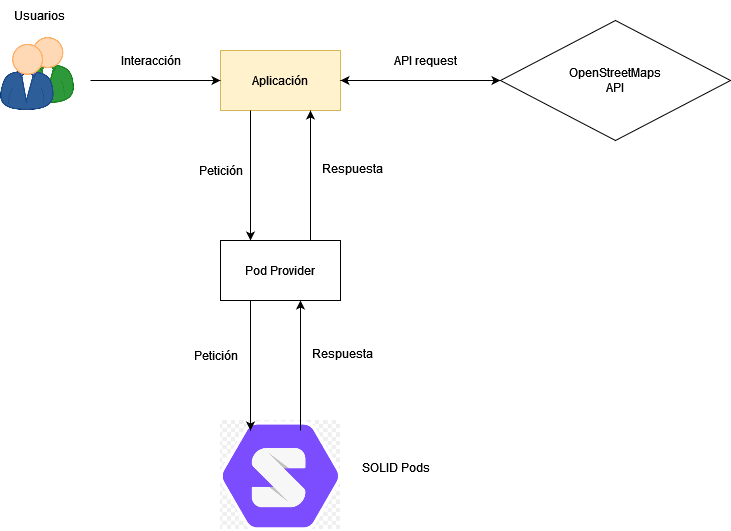 Usuarios
Interacción
Aplicación
API request
OpenStreetMaps
API
Petición
Respuesta
Pod Provider
Petición
Respuesta
SOLID Pods